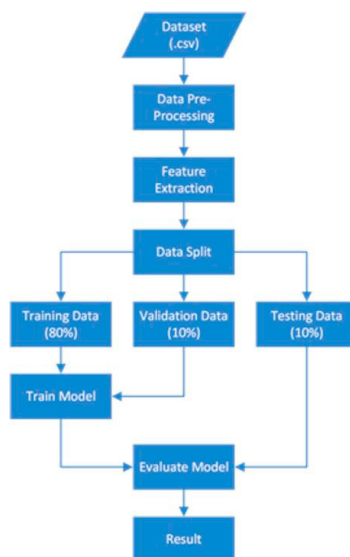 Dataset
(.csv)
Data Pre-
Processing
Feature
Extraction
Data Split
Training Data
(80%)
Validation Data
(10%)
Testing Data
(10%)
Train Model
Evaluate Model
Result